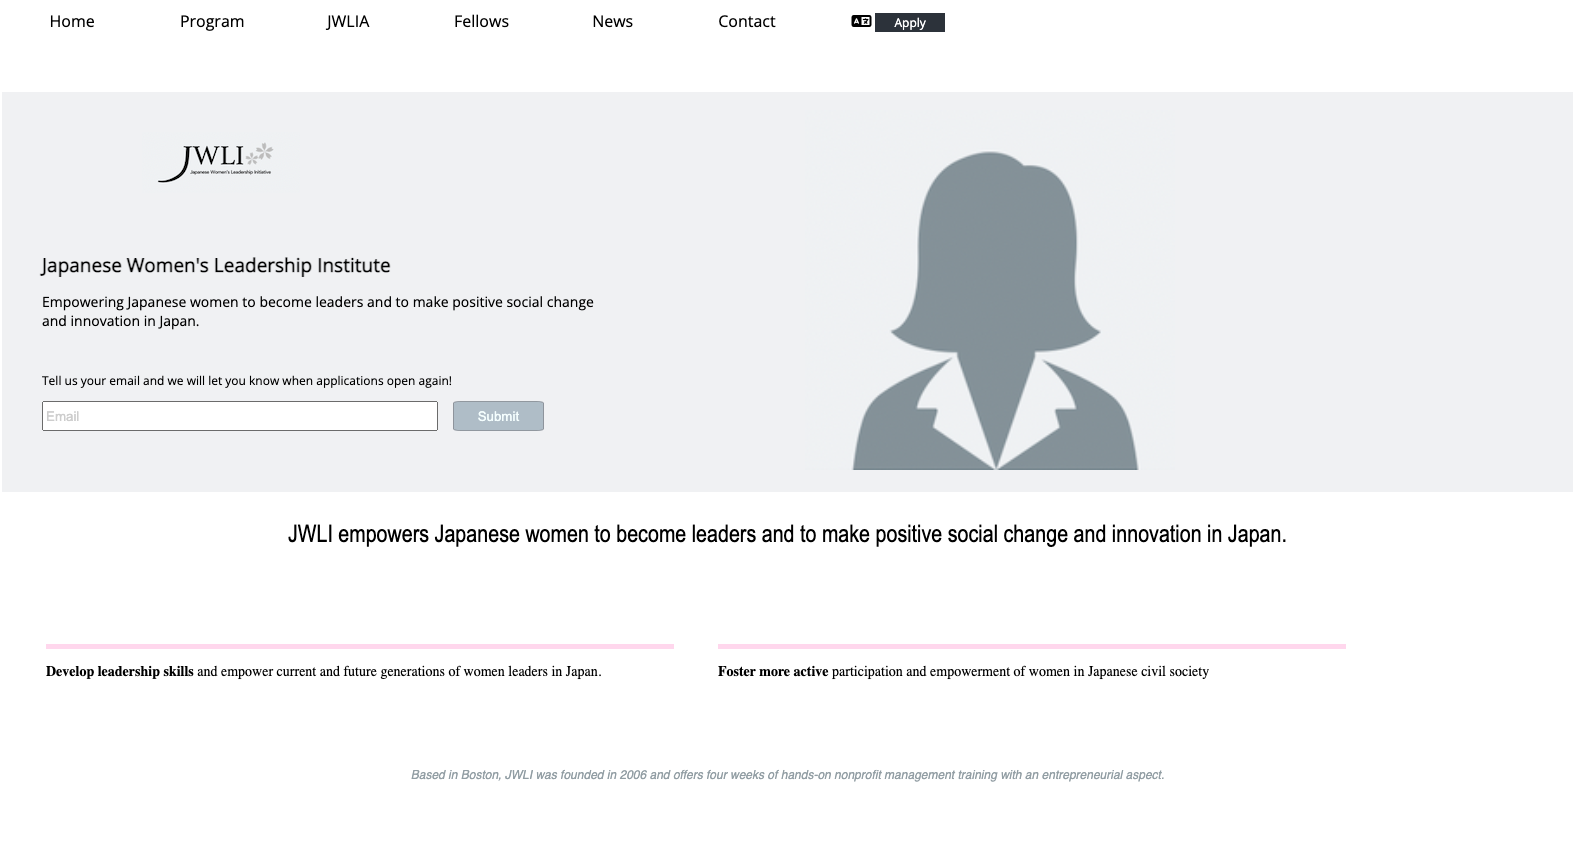 Home Program JWLIA Fellows News Contact Apply
JWLI
Japanese Women's Leadership Initiative
Japanese Women's Leadership Institute
Empowering Japanese women to become leaders and to make positive social change
and innovation in Japan.
Tell us your email and we will let you know when applications open again!
Email Submit
JWLI empowers Japanese women to become leaders and to make positive social change and innovation in Japan.
Develop leadership skills and empower current and future generations of women leaders in Japan.
Foster more active participation and empowerment of women in Japanese civil society
Based in Boston, JWLI was founded in 2006 and offers four weeks of hands-on nonprofit management training with an entrepreneurial aspect.